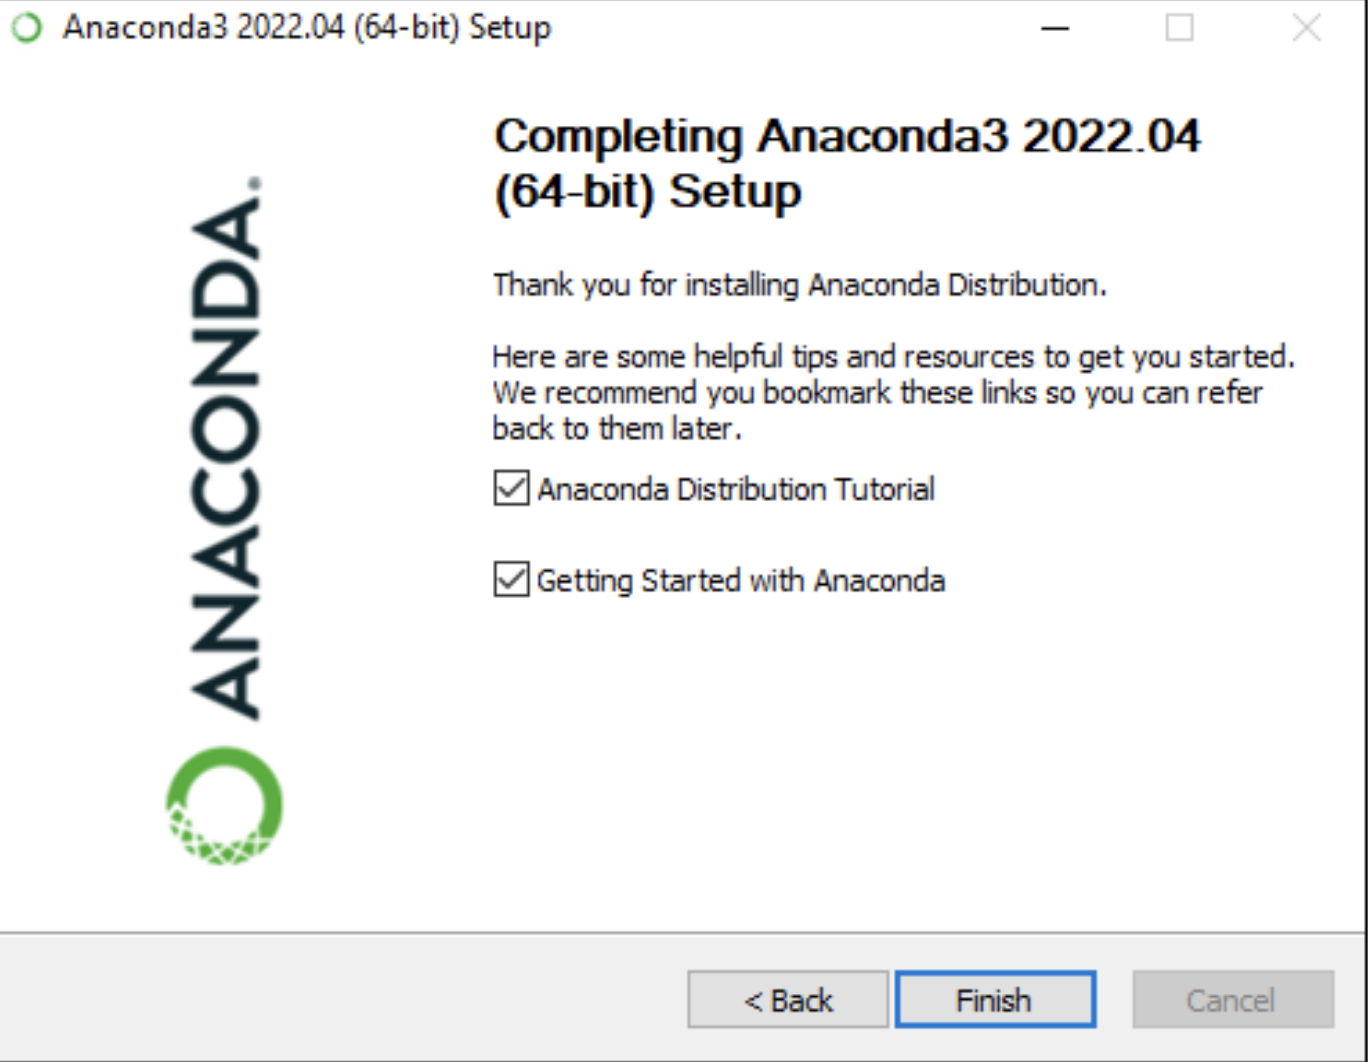 Anaconda3 2022.04 (64-bit) Setup
Completing Anaconda3 2022.04
(64-bit) Setup
Thank you for installing Anaconda Distribution.
Here are some helpful tips and resources to get you started.
We recommend you bookmark these links so you can refer
back to them later.
Anaconda Distribution Tutorial
Getting Started with Anaconda
ANACONDA.
< Back
Finish
Cancel